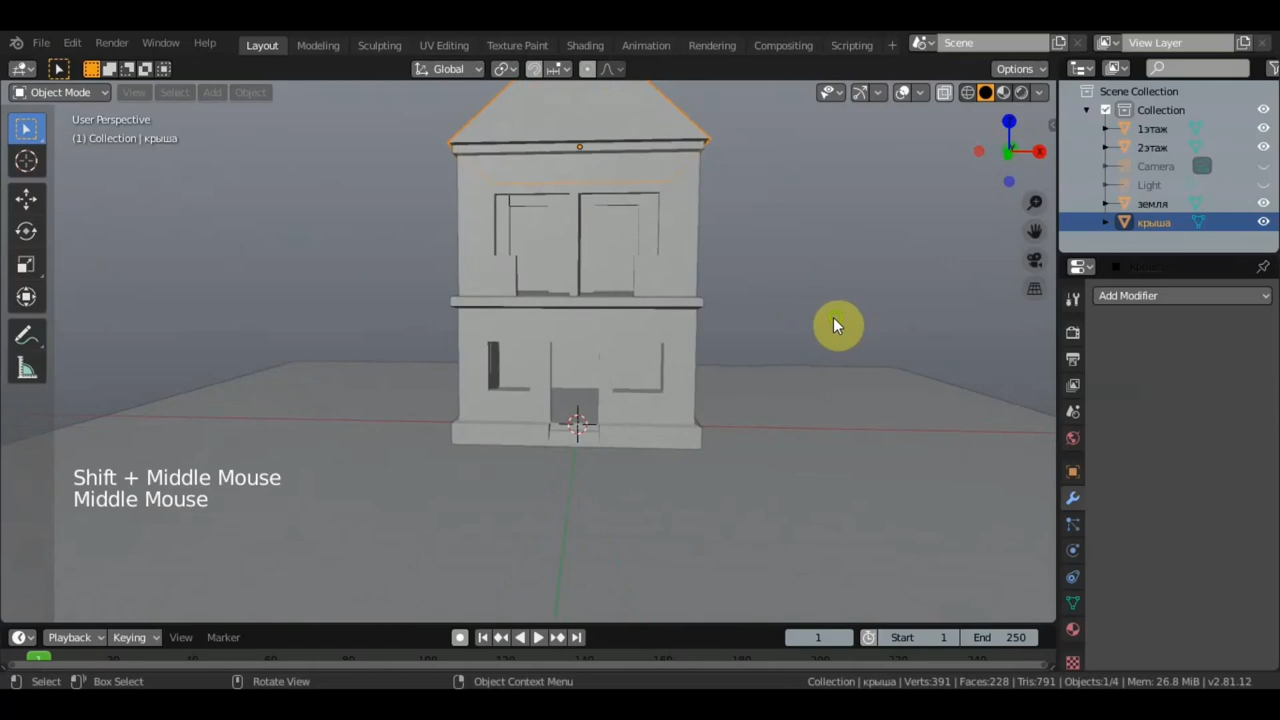 File Edit Render Window Help Layout Modeling Sculpting UV Editing Texture Paint Shading Animation Rendering Compositing Scripting + Scene View Layer
Global Options
Object Mode View Select Add Object
User Perspective
(1) Collection | крыша
Z
X
Scene Collection
Collection
1этаж
2этаж
Camera
Light
земля
крыша
крыша
Add Modifier
Shift + Middle Mouse
Middle Mouse
Playback Keying View Marker 1 Start 1 End 250
1
Select Box Select Rotate View Object Context Menu Collection | крыша | Verts:391 | Faces:228 | Tris:791 | Objects:1/4 | Mem: 26.8 MiB | v2.81.12